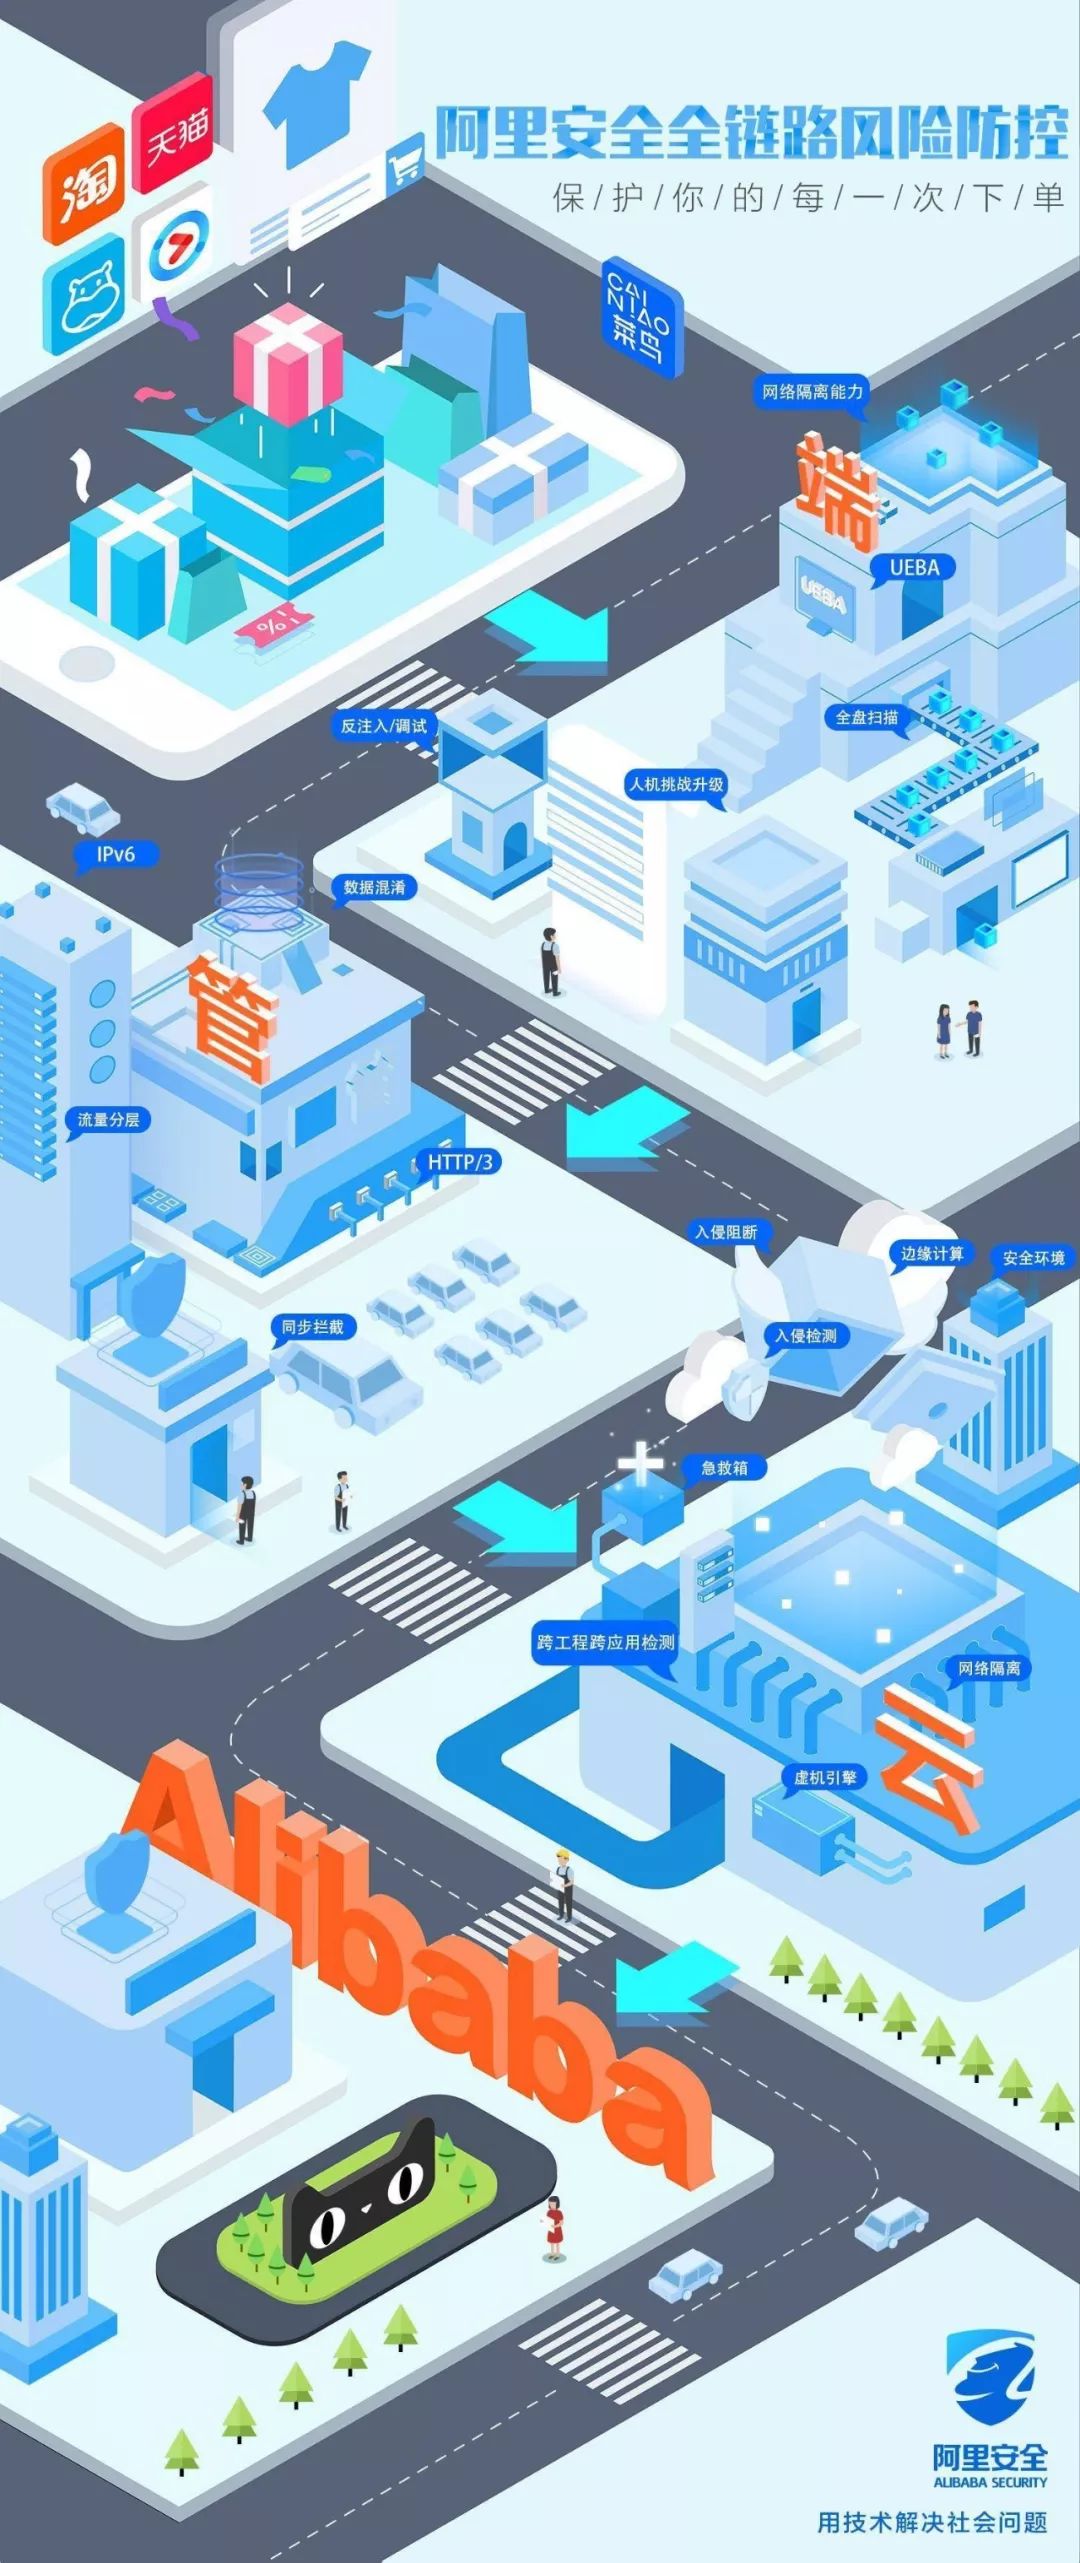 阿里安全全链路风险防控
保/护/你/的/每/一/次/下/单
天猫
淘
CAI
NIAO
菜鸟
网络隔离能力
端
UEBA
UEBA
%
全盘扫描
反注入/调试
人机挑战升级
IPv6
数据混淆
管
流量分层
HTTP/3
入侵阻断
边缘计算
安全环境
同步拦截
入侵检测
急救箱
跨工程跨应用检测
网络隔离
云
虚机引擎
Alibaba
阿里安全
ALIBABA SECURITY
用技术解决社会问题